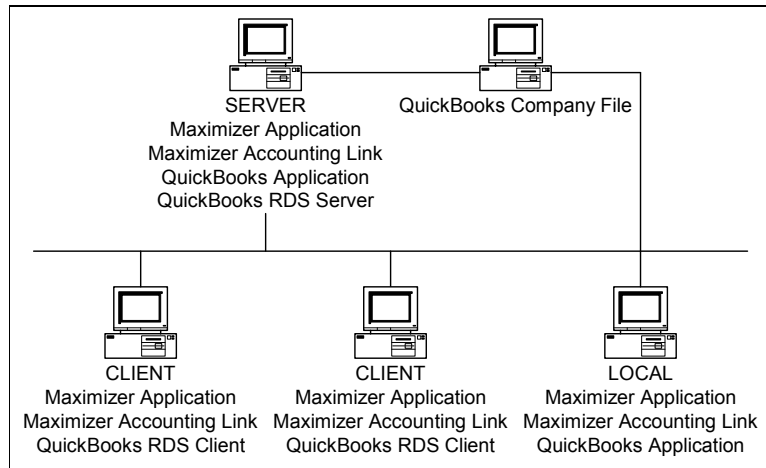 SERVER
Maximizer Application
Maximizer Accounting Link
QuickBooks Application
QuickBooks RDS Server
QuickBooks Company File
CLIENT
Maximizer Application
Maximizer Accounting Link
QuickBooks RDS Client
CLIENT
Maximizer Application
Maximizer Accounting Link
QuickBooks RDS Client
LOCAL
Maximizer Application
Maximizer Accounting Link
QuickBooks Application